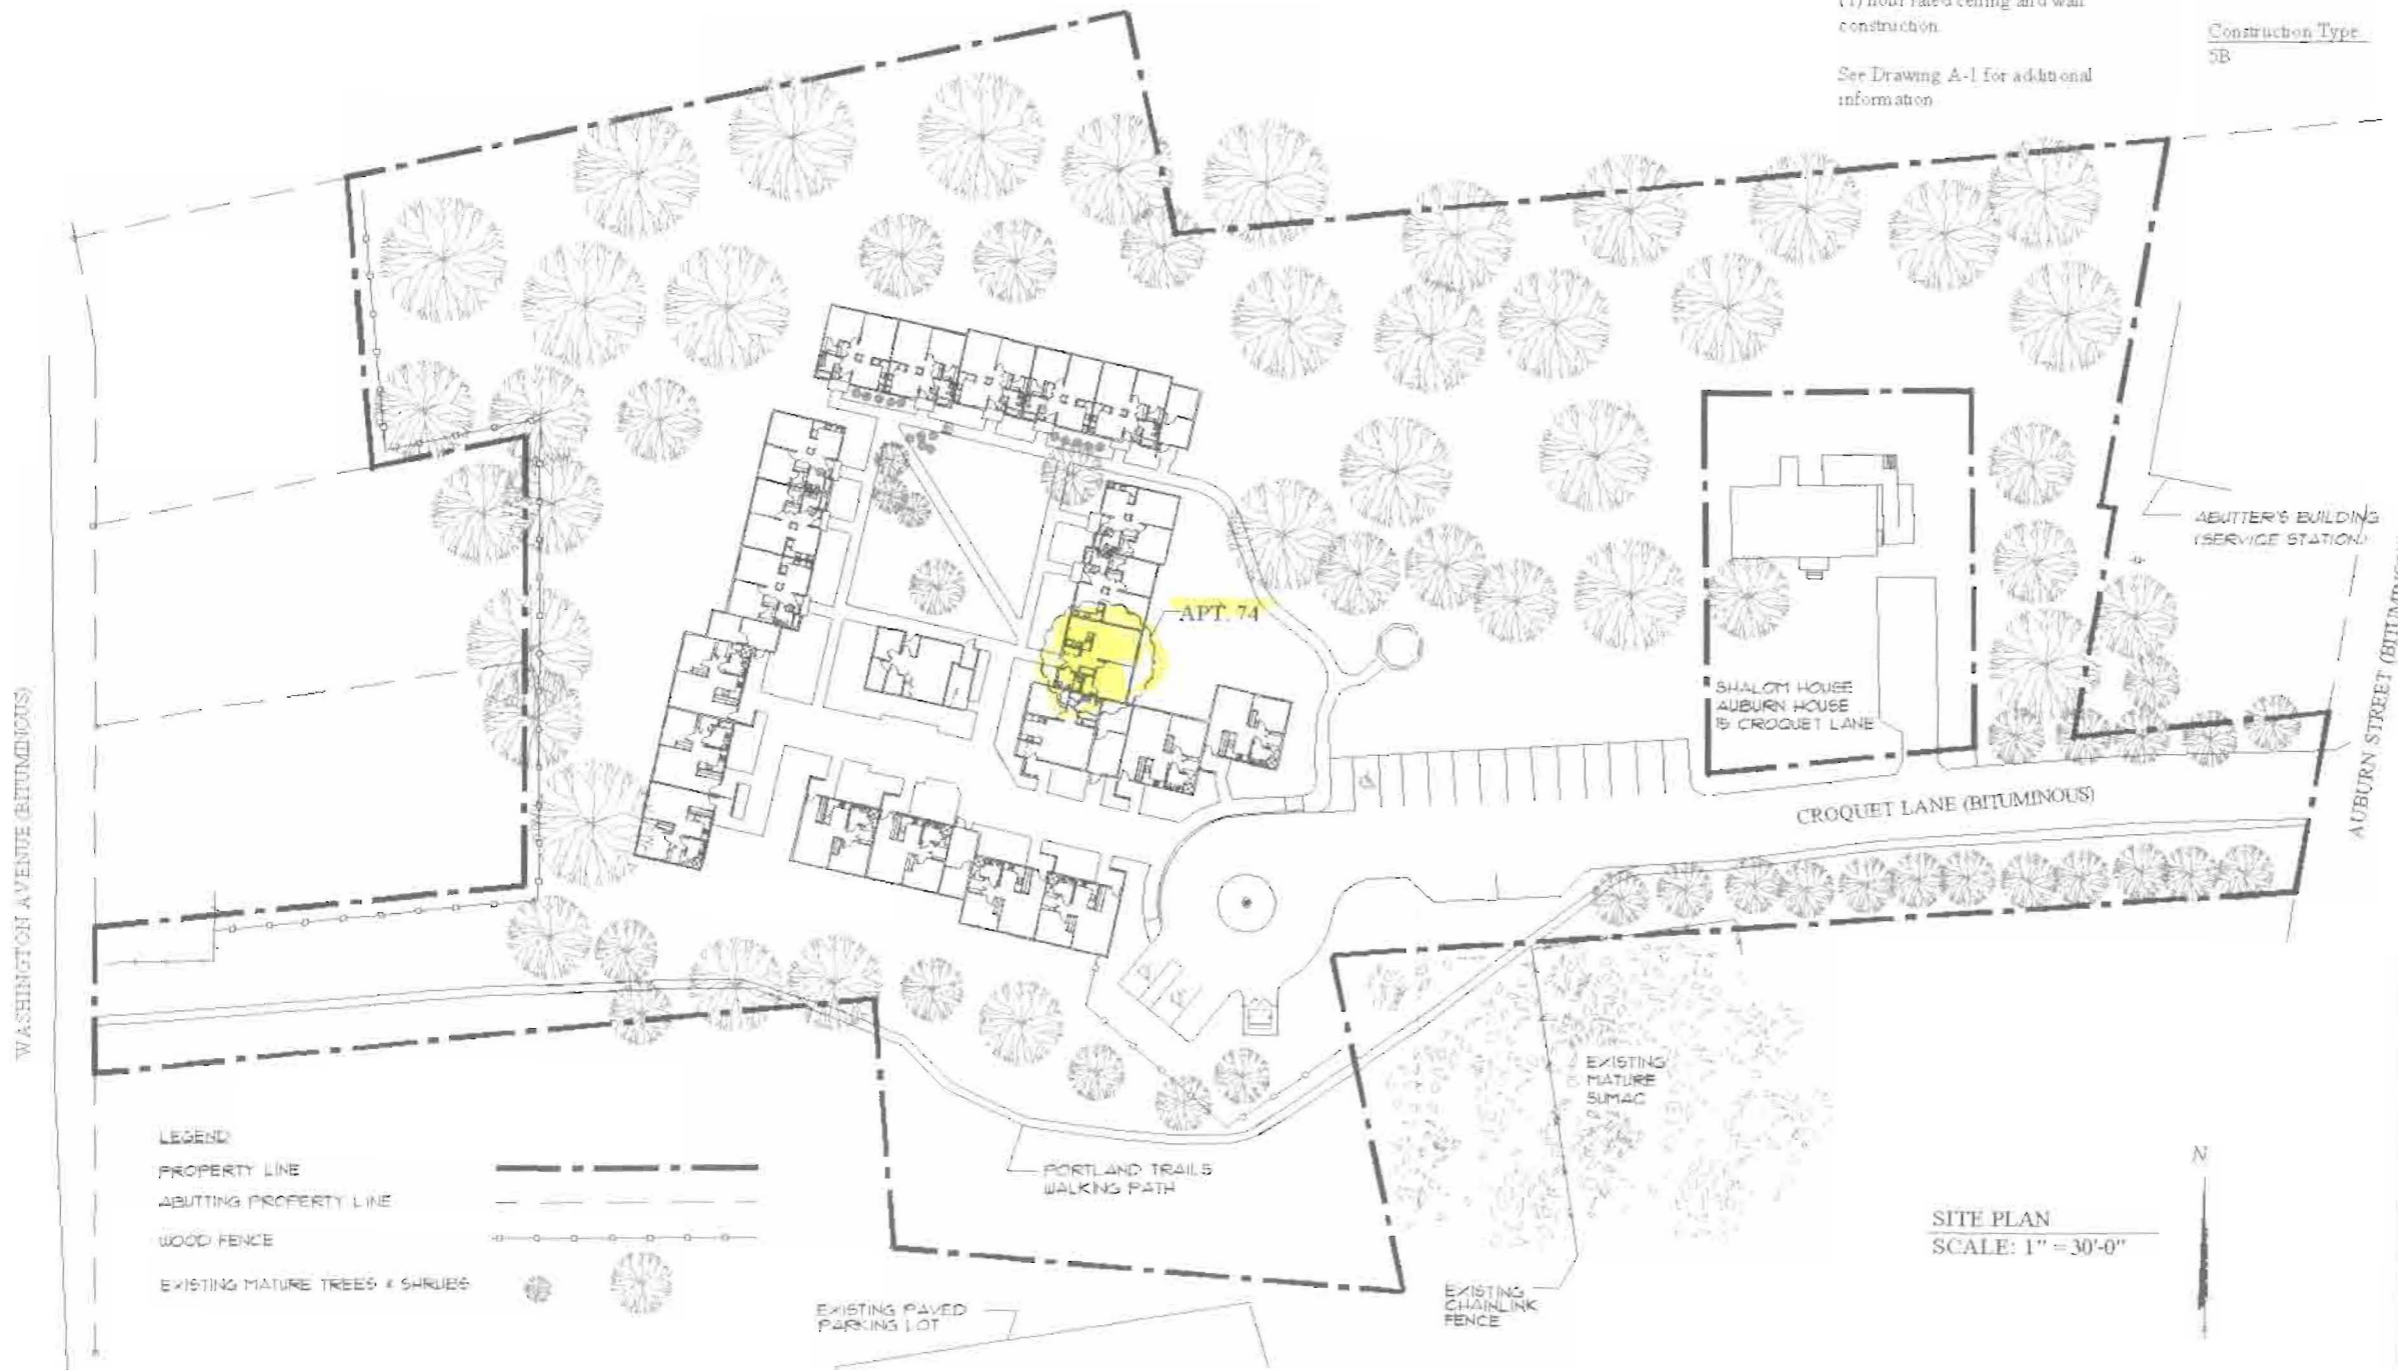 construction
See Drawing A-1 for additional
information
Construction Type
5B
APT. 74
ABUTTER'S BUILDING
(SERVICE STATION)
SHALOM HOUSE
AUBURN HOUSE
15 CROQUET LANE
CROQUET LANE (BITUMINOUS)
AUBURN STREET
WASHINGTON AVENUE (BITUMINOUS)
EXISTING
MATURE
SUMAC
LEGEND
PROPERTY LINE
ABUTTING PROPERTY LINE
WOOD FENCE
EXISTING MATURE TREES & SHRUBS
PORTLAND TRAILS
WALKING PATH
EXISTING PAVED
PARKING LOT
EXISTING
CHAINLINK
FENCE
N
SITE PLAN
SCALE: 1" = 30'-0"